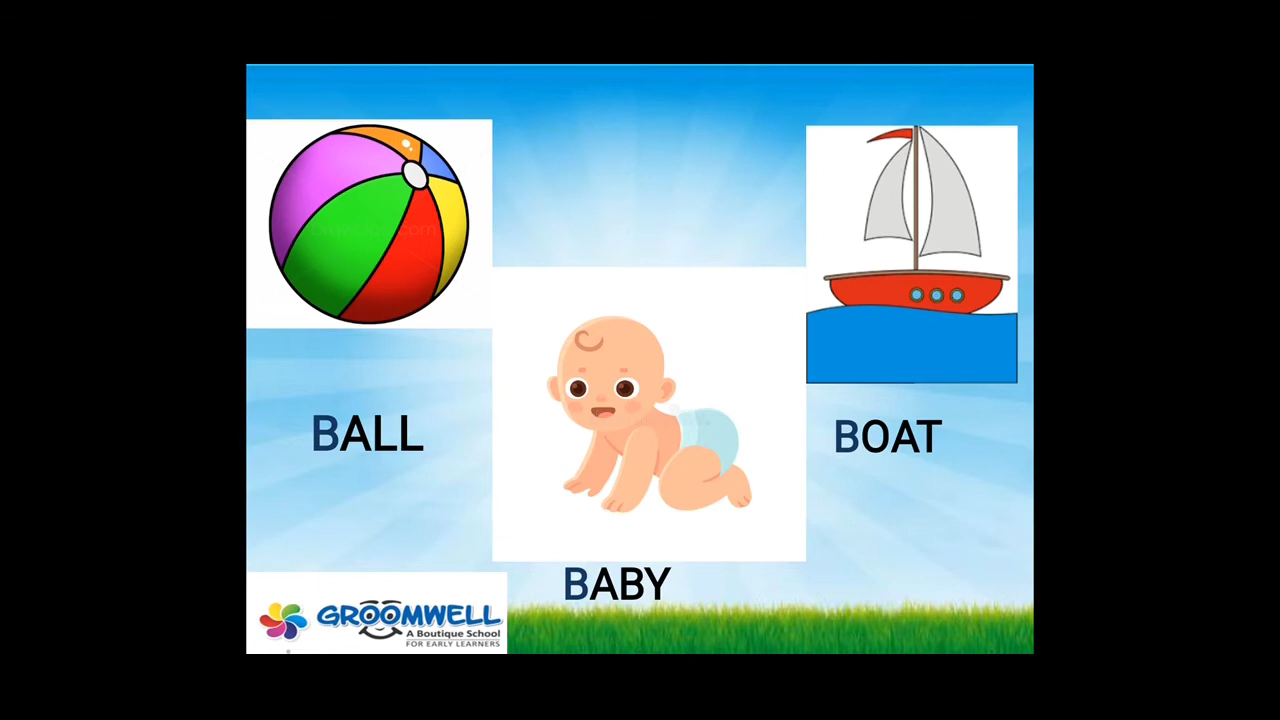 BALL
BOAT
BABY
GROOMWELL
A Boutique School
FOR EARLY LEARNERS